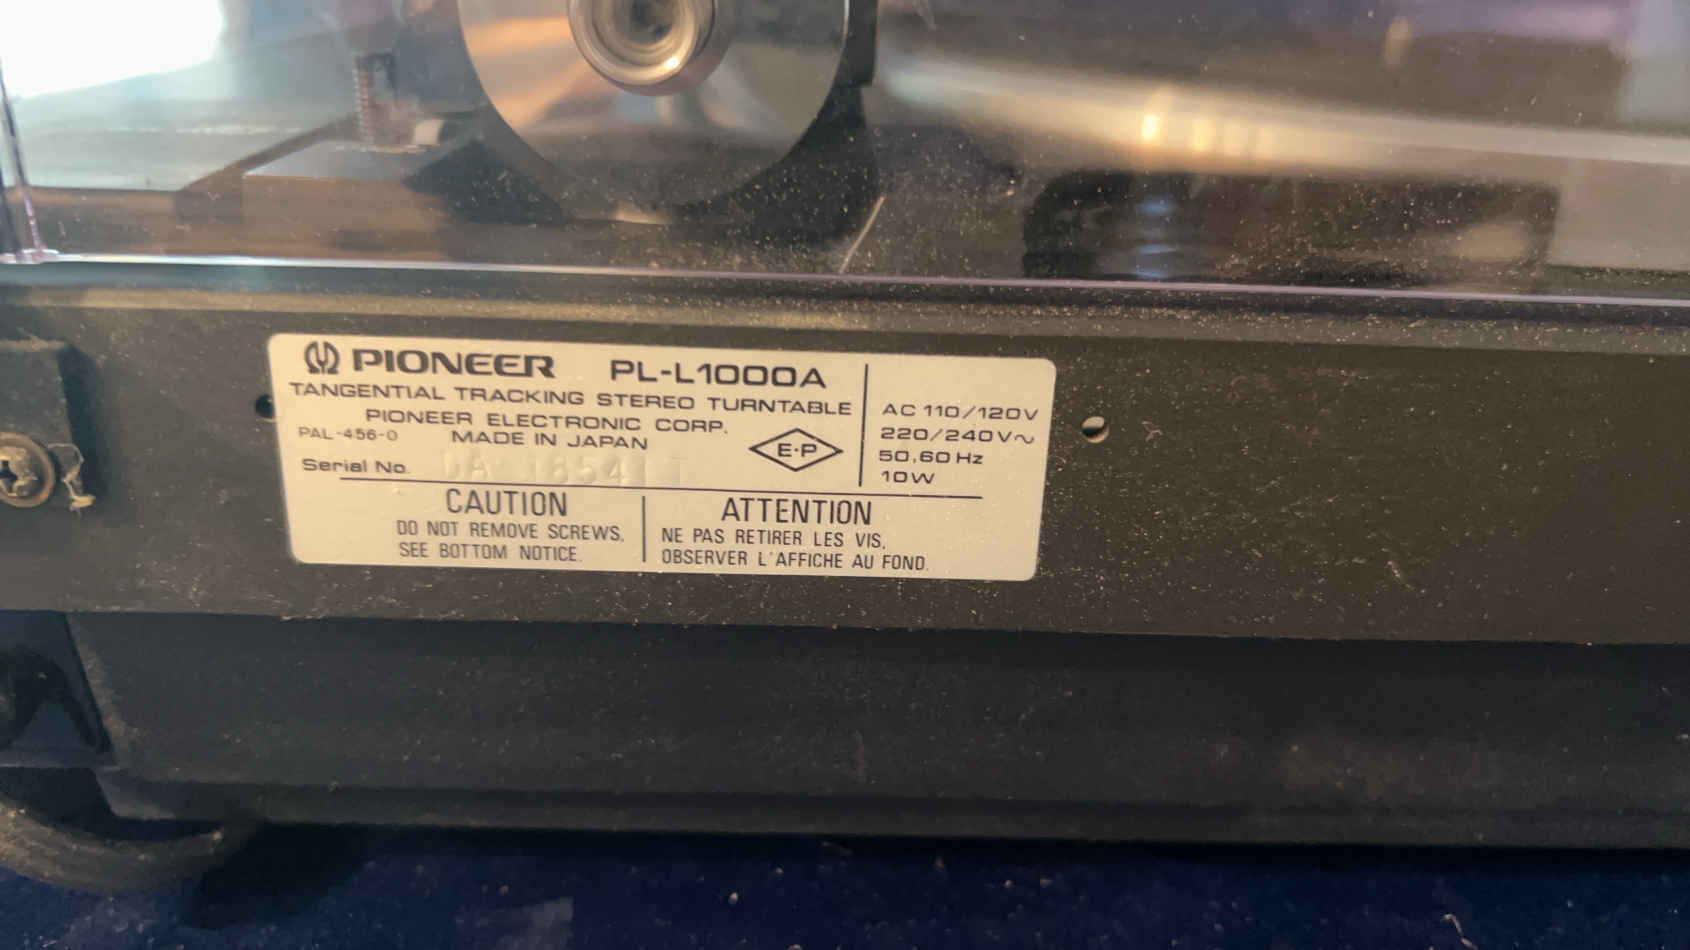 PIONEER PL-L1000A
TANGENTIAL TRACKING STEREO TURNTABLE
PIONEER ELECTRONIC CORP.
PAL-456-0 MADE IN JAPAN
E·P
Serial No.
AC 110/120V
220/240V~
50,60 Hz
10W
CAUTION
DO NOT REMOVE SCREWS.
SEE BOTTOM NOTICE.
ATTENTION
NE PAS RETIRER LES VIS.
OBSERVER L'AFFICHE AU FOND.